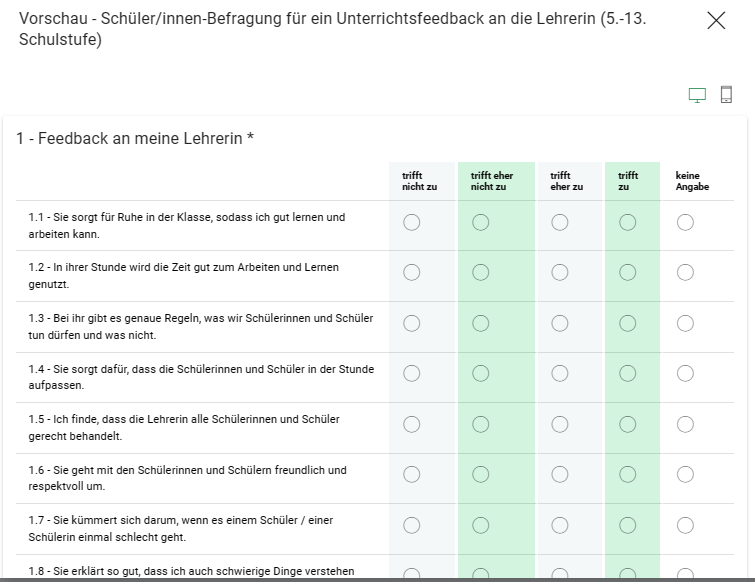 Vorschau - Schüler/innen-Befragung für ein Unterrichtsfeedback an die Lehrerin (5.-13.
Schulstufe)
1 - Feedback an meine Lehrerin *
trifft nicht zu
trifft eher nicht zu
trifft eher zu
trifft zu
keine Angabe
1.1 - Sie sorgt für Ruhe in der Klasse, sodass ich gut lernen und
arbeiten kann.
1.2 - In ihrer Stunde wird die Zeit gut zum Arbeiten und Lernen
genutzt.
1.3 - Bei ihr gibt es genaue Regeln, was wir Schülerinnen und Schüler
tun dürfen und was nicht.
1.4 - Sie sorgt dafür, dass die Schülerinnen und Schüler in der Stunde
aufpassen.
1.5 - Ich finde, dass die Lehrerin alle Schülerinnen und Schüler
gerecht behandelt.
1.6 - Sie geht mit den Schülerinnen und Schülern freundlich und
respektvoll um.
1.7 - Sie kümmert sich darum, wenn es einem Schüler / einer
Schülerin einmal schlecht geht.
1.8 - Sie erklärt so gut, dass ich auch schwierige Dinge verstehen